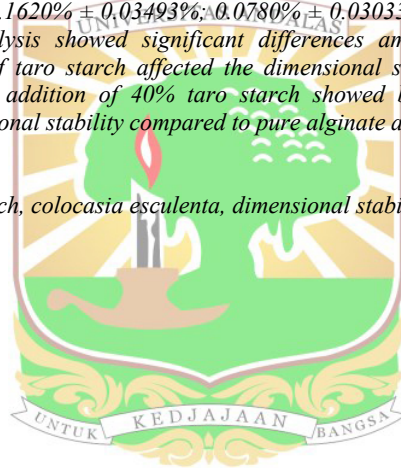 .1620% ± 0.03493%; 0.0780% ± 0.0303
UNIVERSITAS ANDALAS
lysis showed significant differences am
f taro starch affected the dimensional s
addition of 40% taro starch showed b
onal stability compared to pure alginate a
ch, colocasia esculenta, dimensional stabi
UNTUK KEDJAJAAN BANGSA